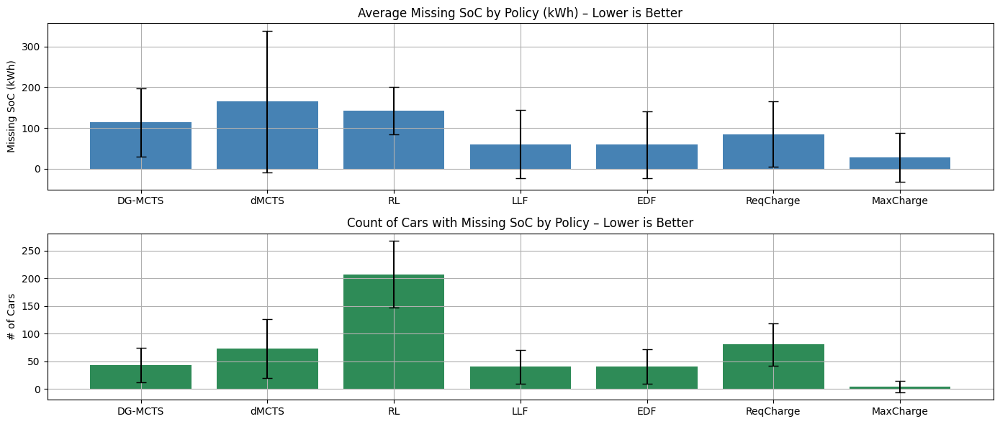 Average Missing SoC by Policy (kWh) – Lower is Better
Missing SoC (kWh)
300
200
100
0
DG-MCTS dMCTS RL LLF EDF ReqCharge MaxCharge
Count of Cars with Missing SoC by Policy – Lower is Better
# of Cars
250
200
150
100
50
0
DG-MCTS dMCTS RL LLF EDF ReqCharge MaxCharge